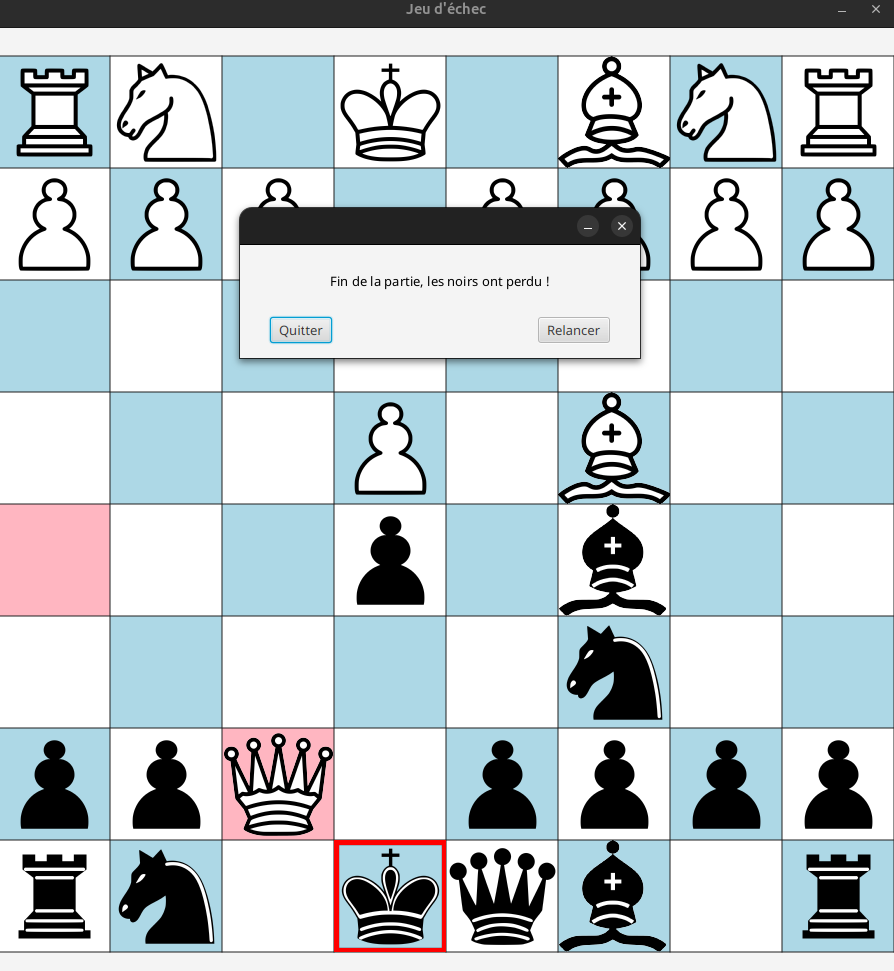 Jeu d'échec
Fin de la partie, les noirs ont perdu !
Quitter
Relancer